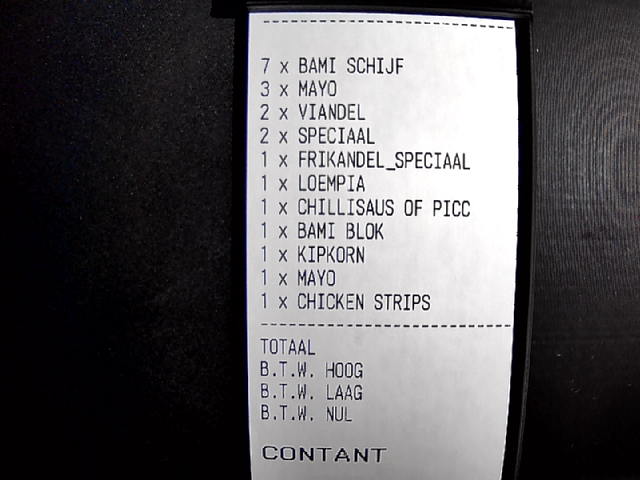 7 x BAMI SCHIJF
3 x MAYO
2 x VIANDEL
2 x SPECIAAL
1 x FRIKANDEL_SPECIAAL
1 x LOEMPIA
1 x CHILLISAUS OF PICC
1 x BAMI BLOK
1 x KIPKORN
1 x MAYO
1 x CHICKEN STRIPS
TOTAAL
B.T.W. HOOG
B.T.W. LAAG
B.T.W. NUL
CONTANT